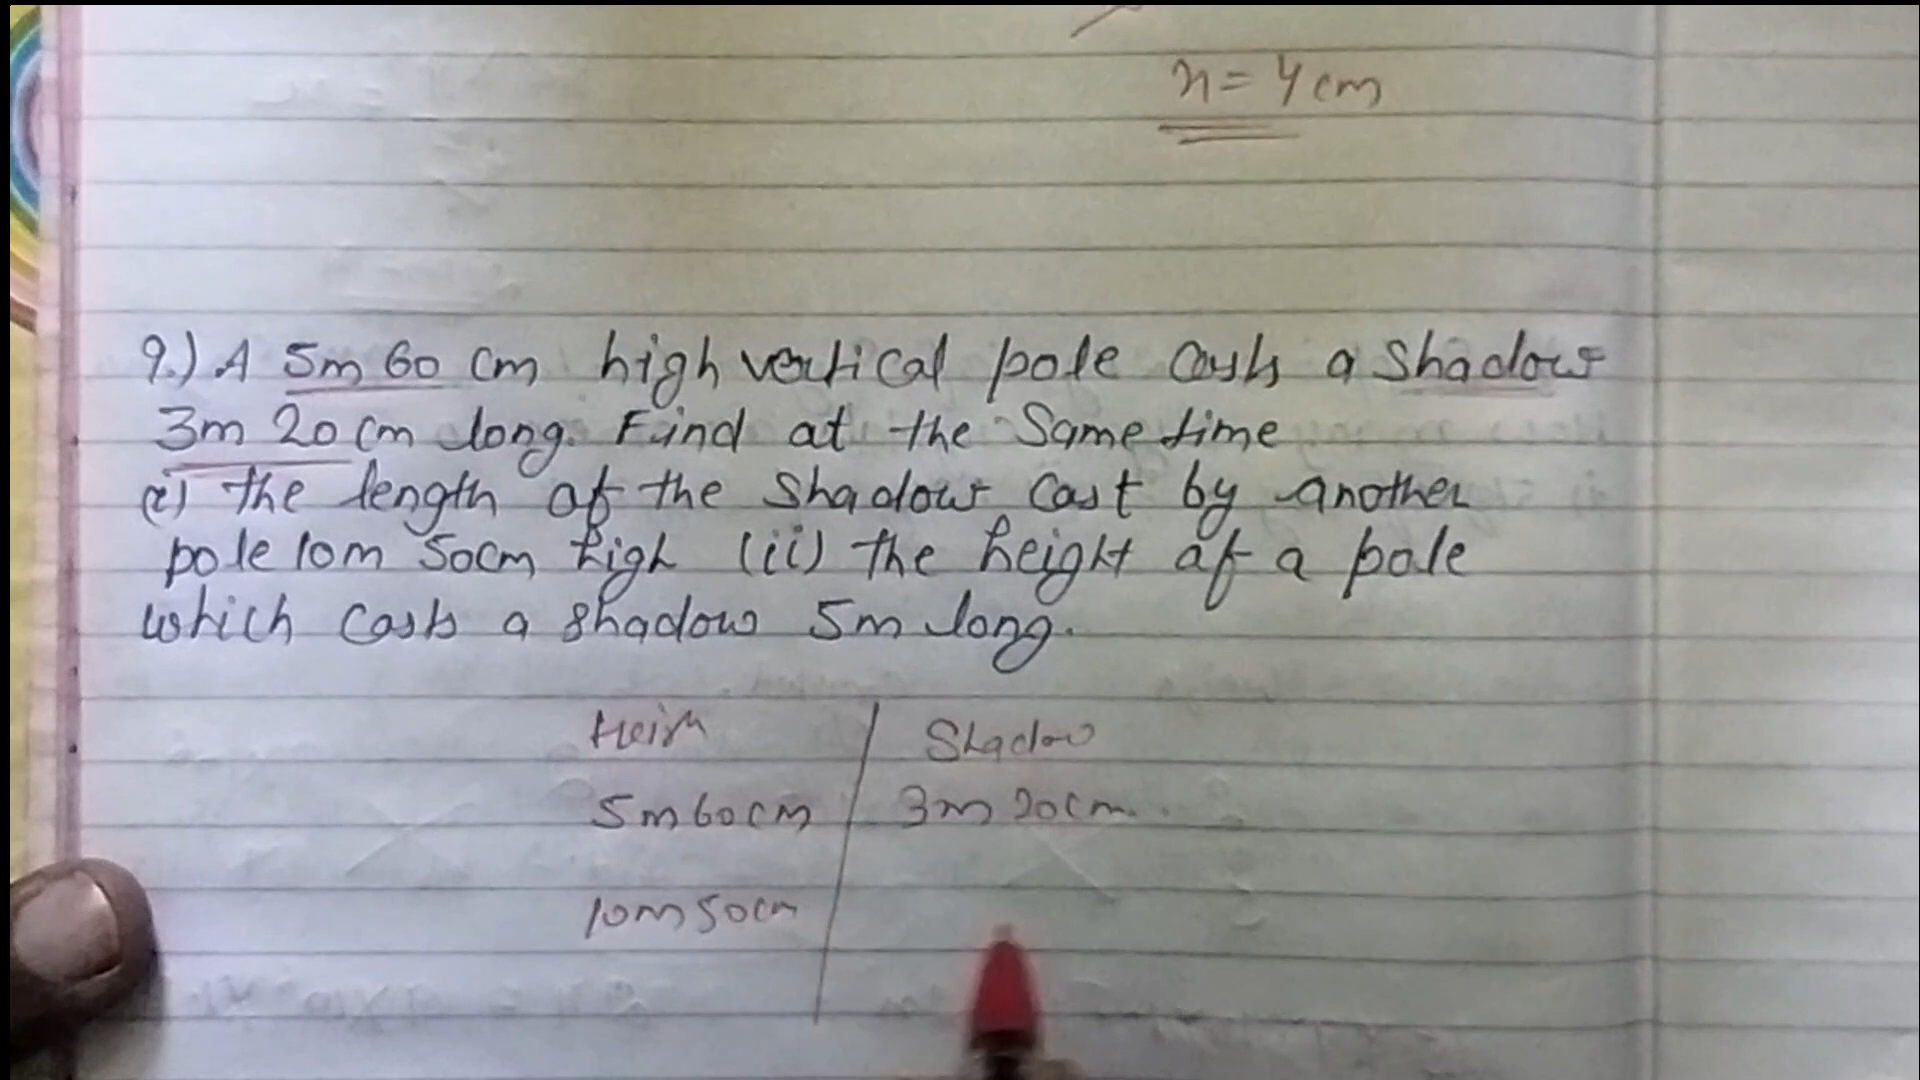 x = 4 cm
9.) A 5m 60 cm high vertical pole casts a shadow
3m 20 cm long. Find at the same time
(i) the length of the shadow cast by another
pole 10m 50cm high (ii) the height of a pole
which casts a shadow 5m long.
Shadow
5m 60cm 3m 20cm.
10m 50cm